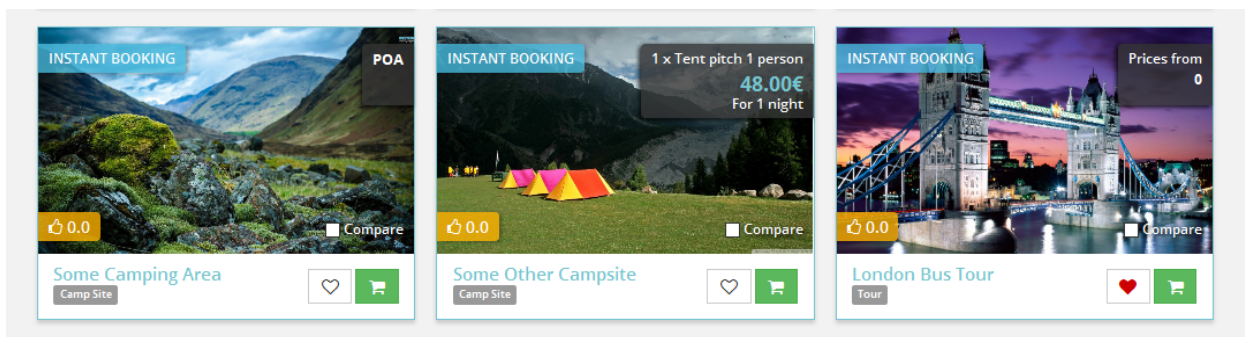 INSTANT BOOKING
POA
0.0
Compare
Some Camping Area
Camp Site
INSTANT BOOKING
1 x Tent pitch 1 person
48.00€
For 1 night
0.0
Compare
Some Other Campsite
Camp Site
INSTANT BOOKING
Prices from
0
0.0
Compare
London Bus Tour
Tour